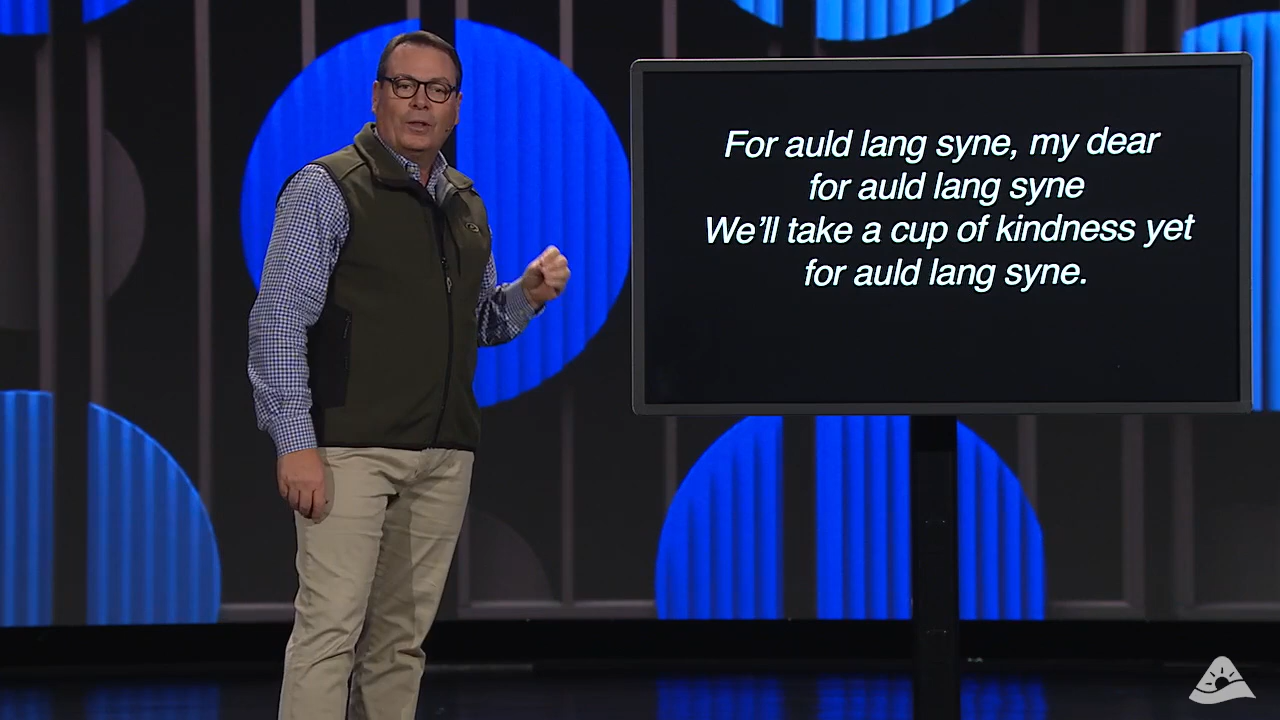 For auld lang syne, my dear
for auld lang syne
We’ll take a cup of kindness yet
for auld lang syne.